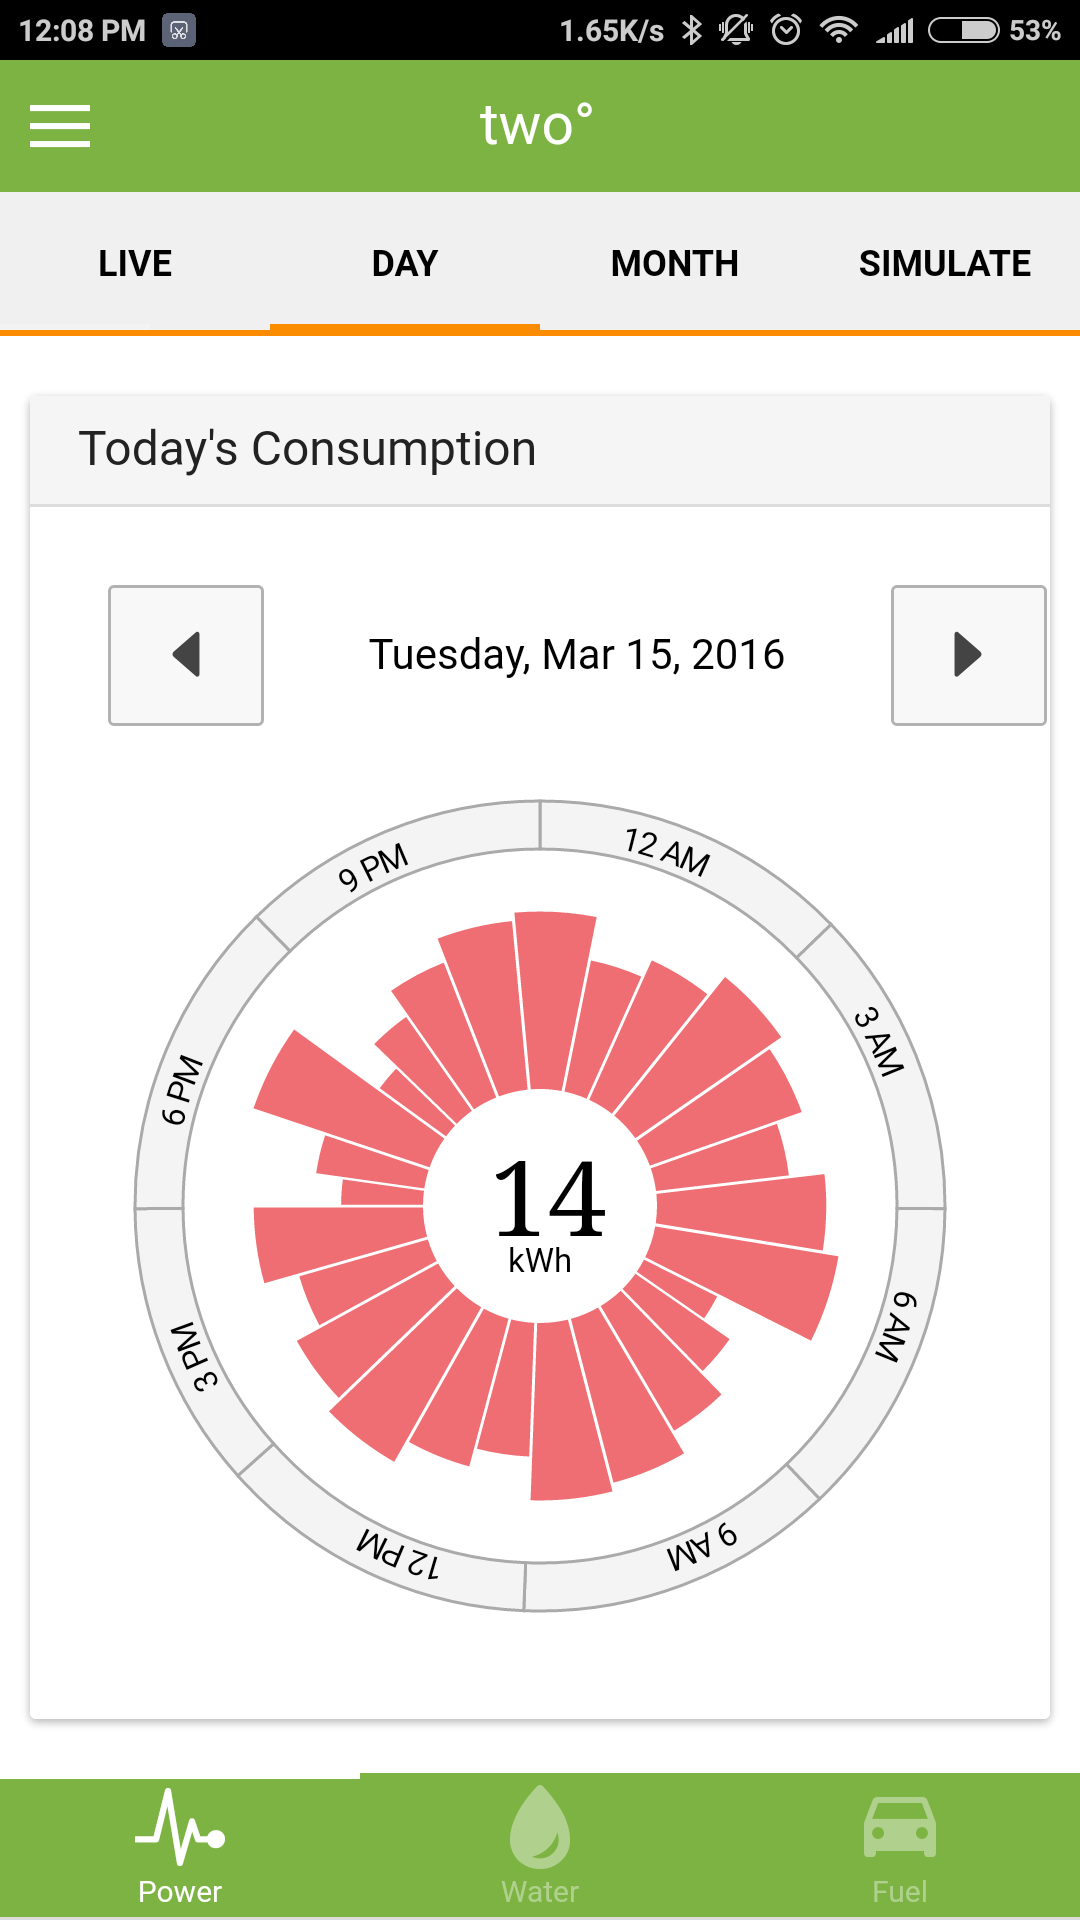 12:08 PM 1.65K/s 53%
two°
LIVE DAY MONTH SIMULATE
Today's Consumption
Tuesday, Mar 15, 2016
12 AM
3 AM
6 AM
9 AM
12 PM
3 PM
6 PM
9 PM
14
kWh
Power Water Fuel